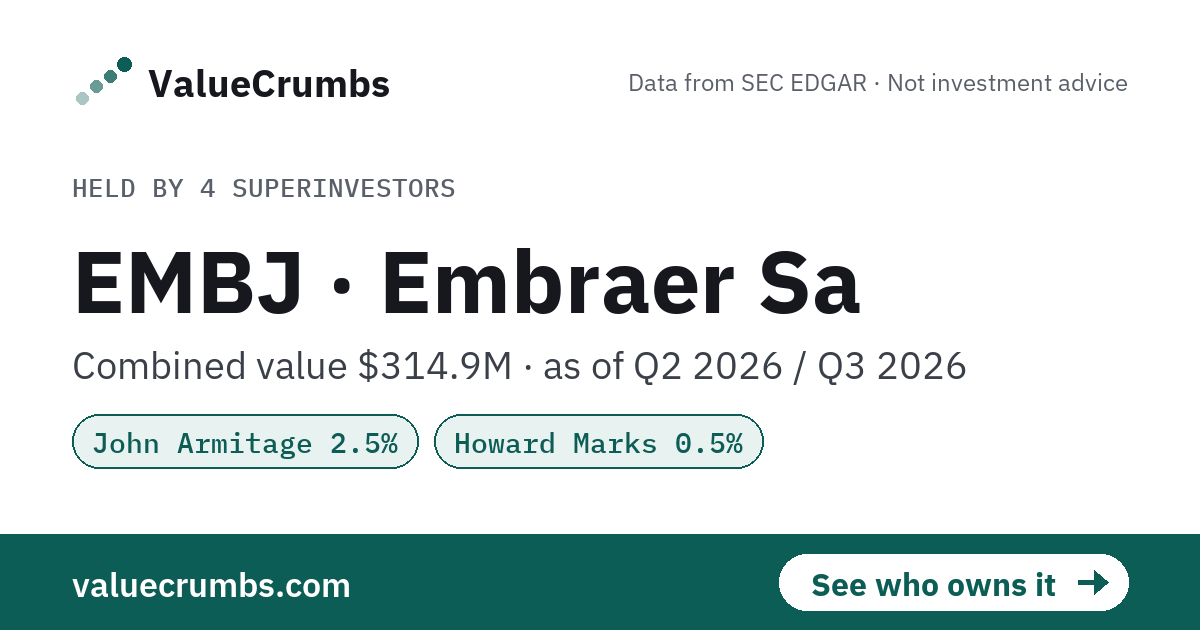 ValueCrumbs
Data from SEC EDGAR · Not investment advice
HELD BY 4 SUPERINVESTORS
EMBJ · Embraer Sa
Combined value $314.9M · as of Q2 2026 / Q3 2026
John Armitage 2.5%
Howard Marks 0.5%
valuecrumbs.com
See who owns it →